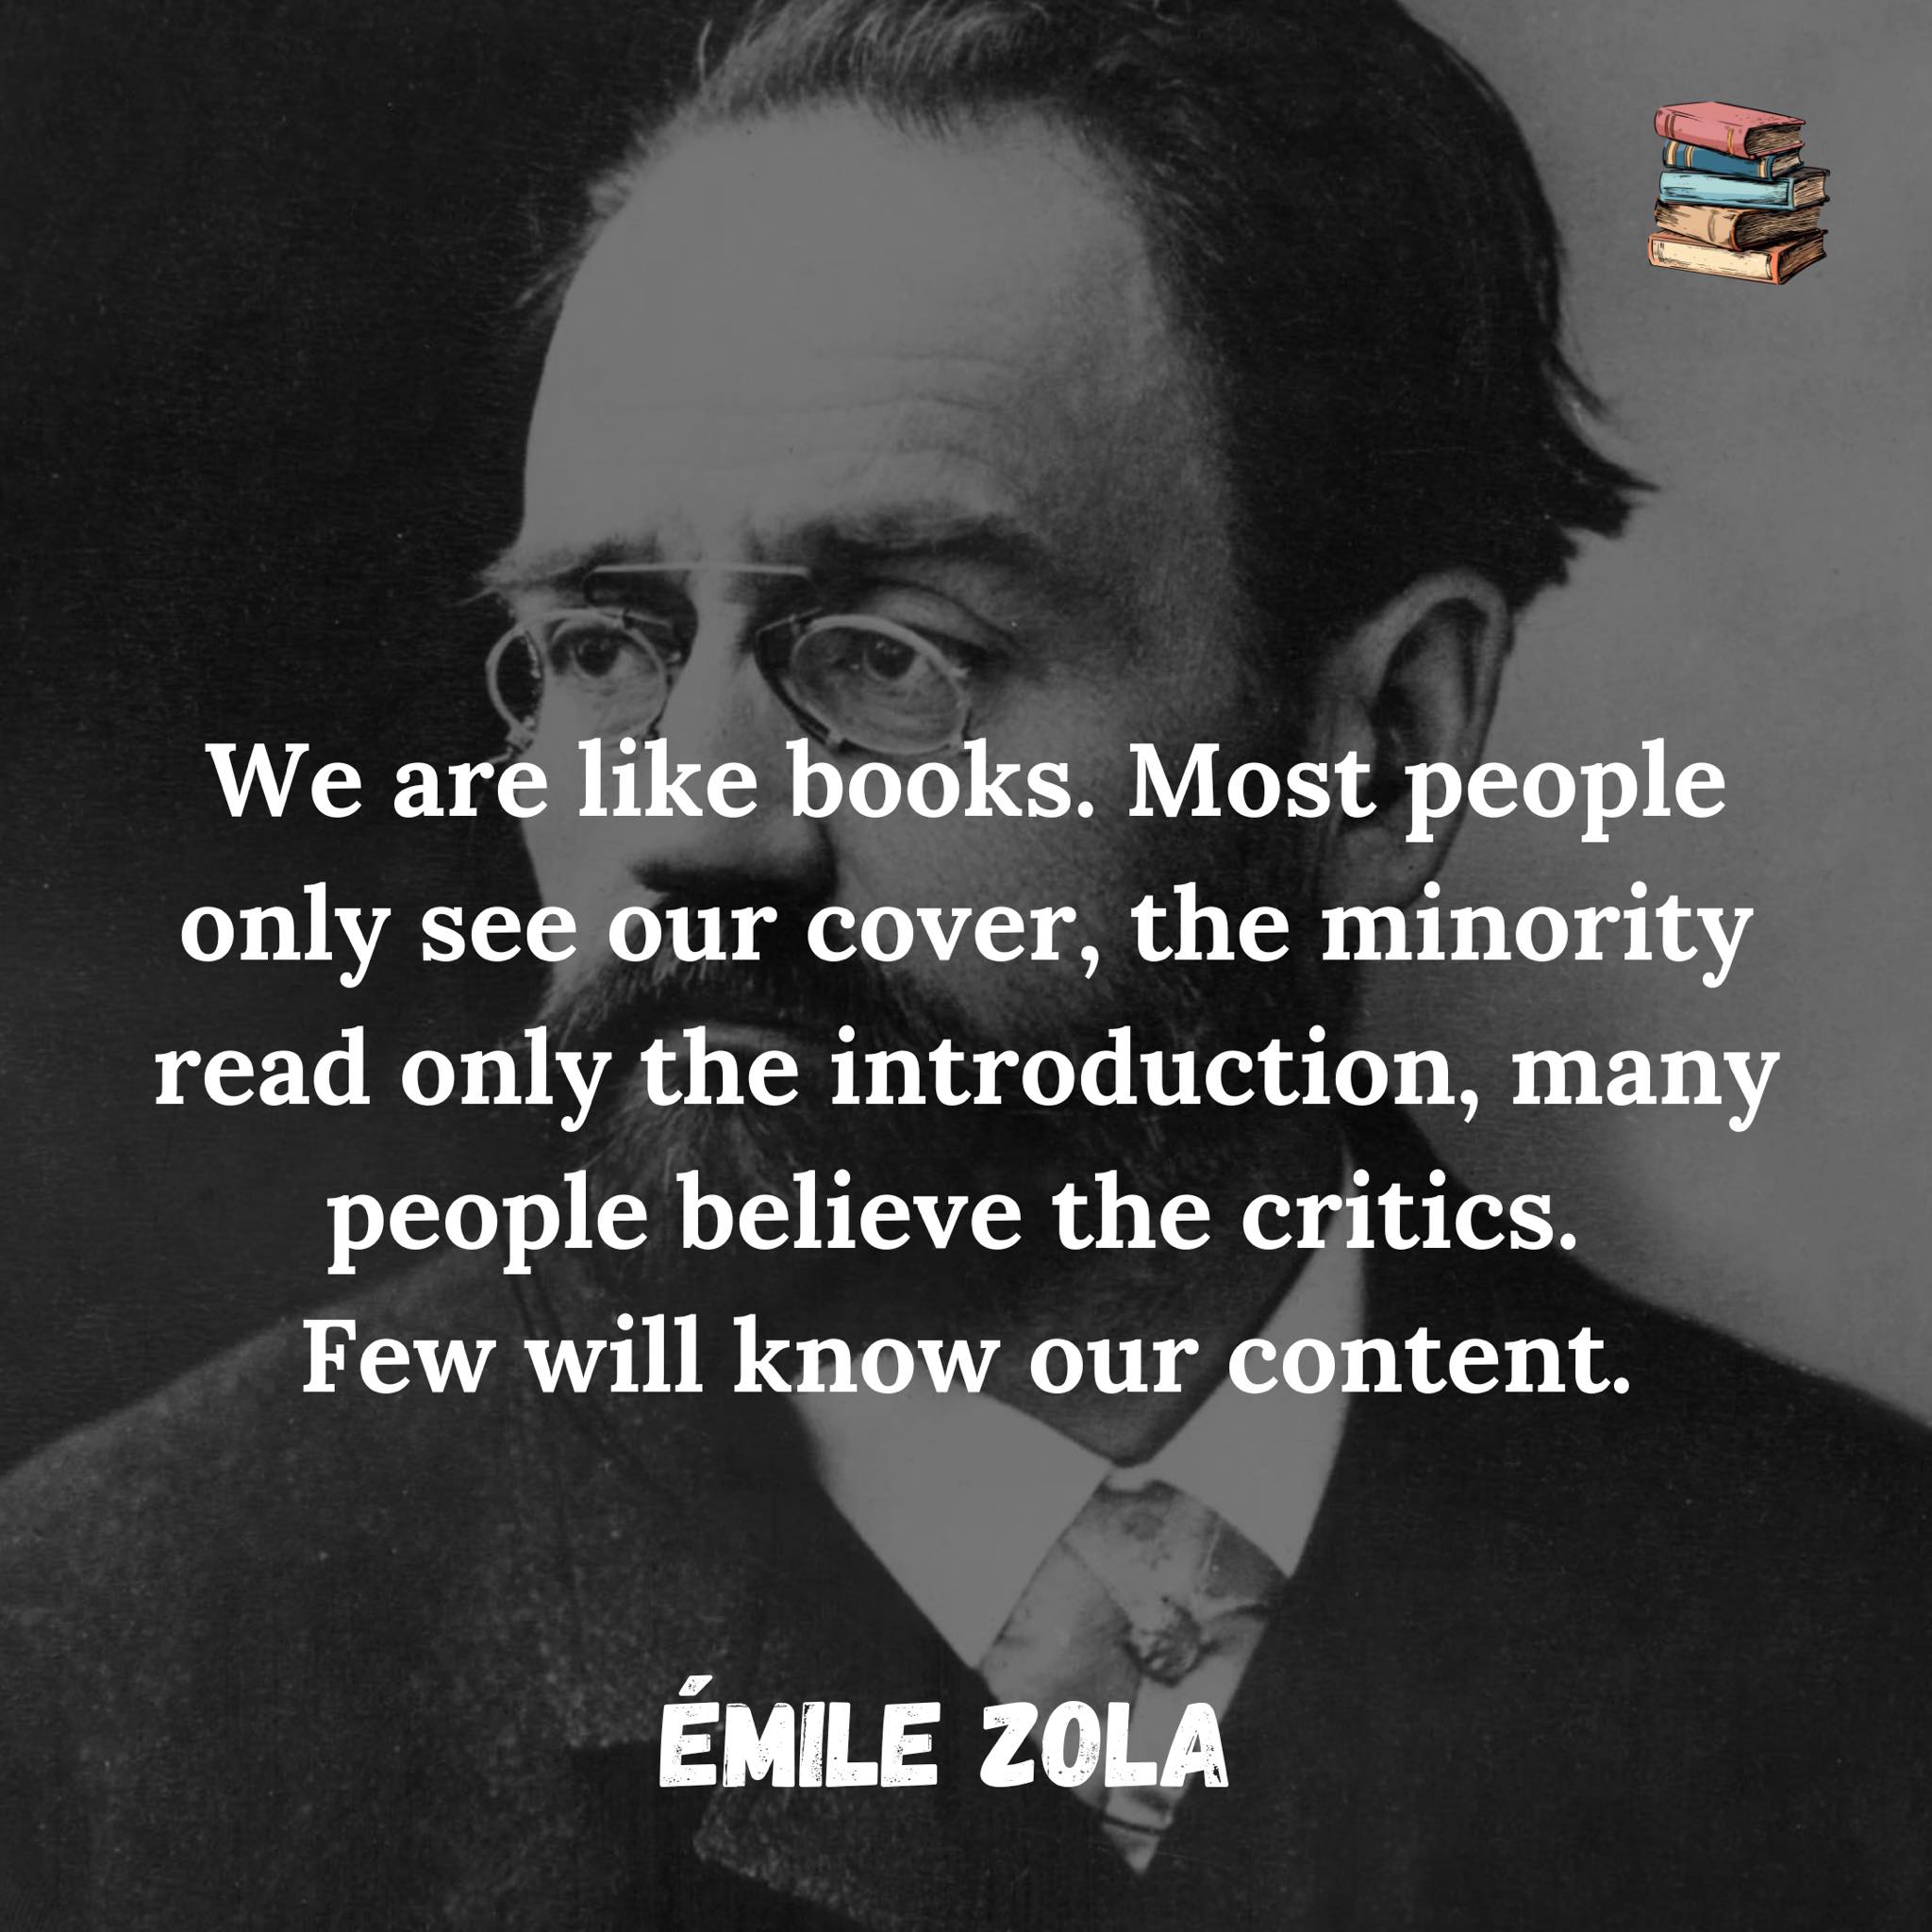 We are like books. Most people
only see our cover, the minority
read only the introduction, many
people believe the critics.
Few will know our content.
ÉMILE ZOLA